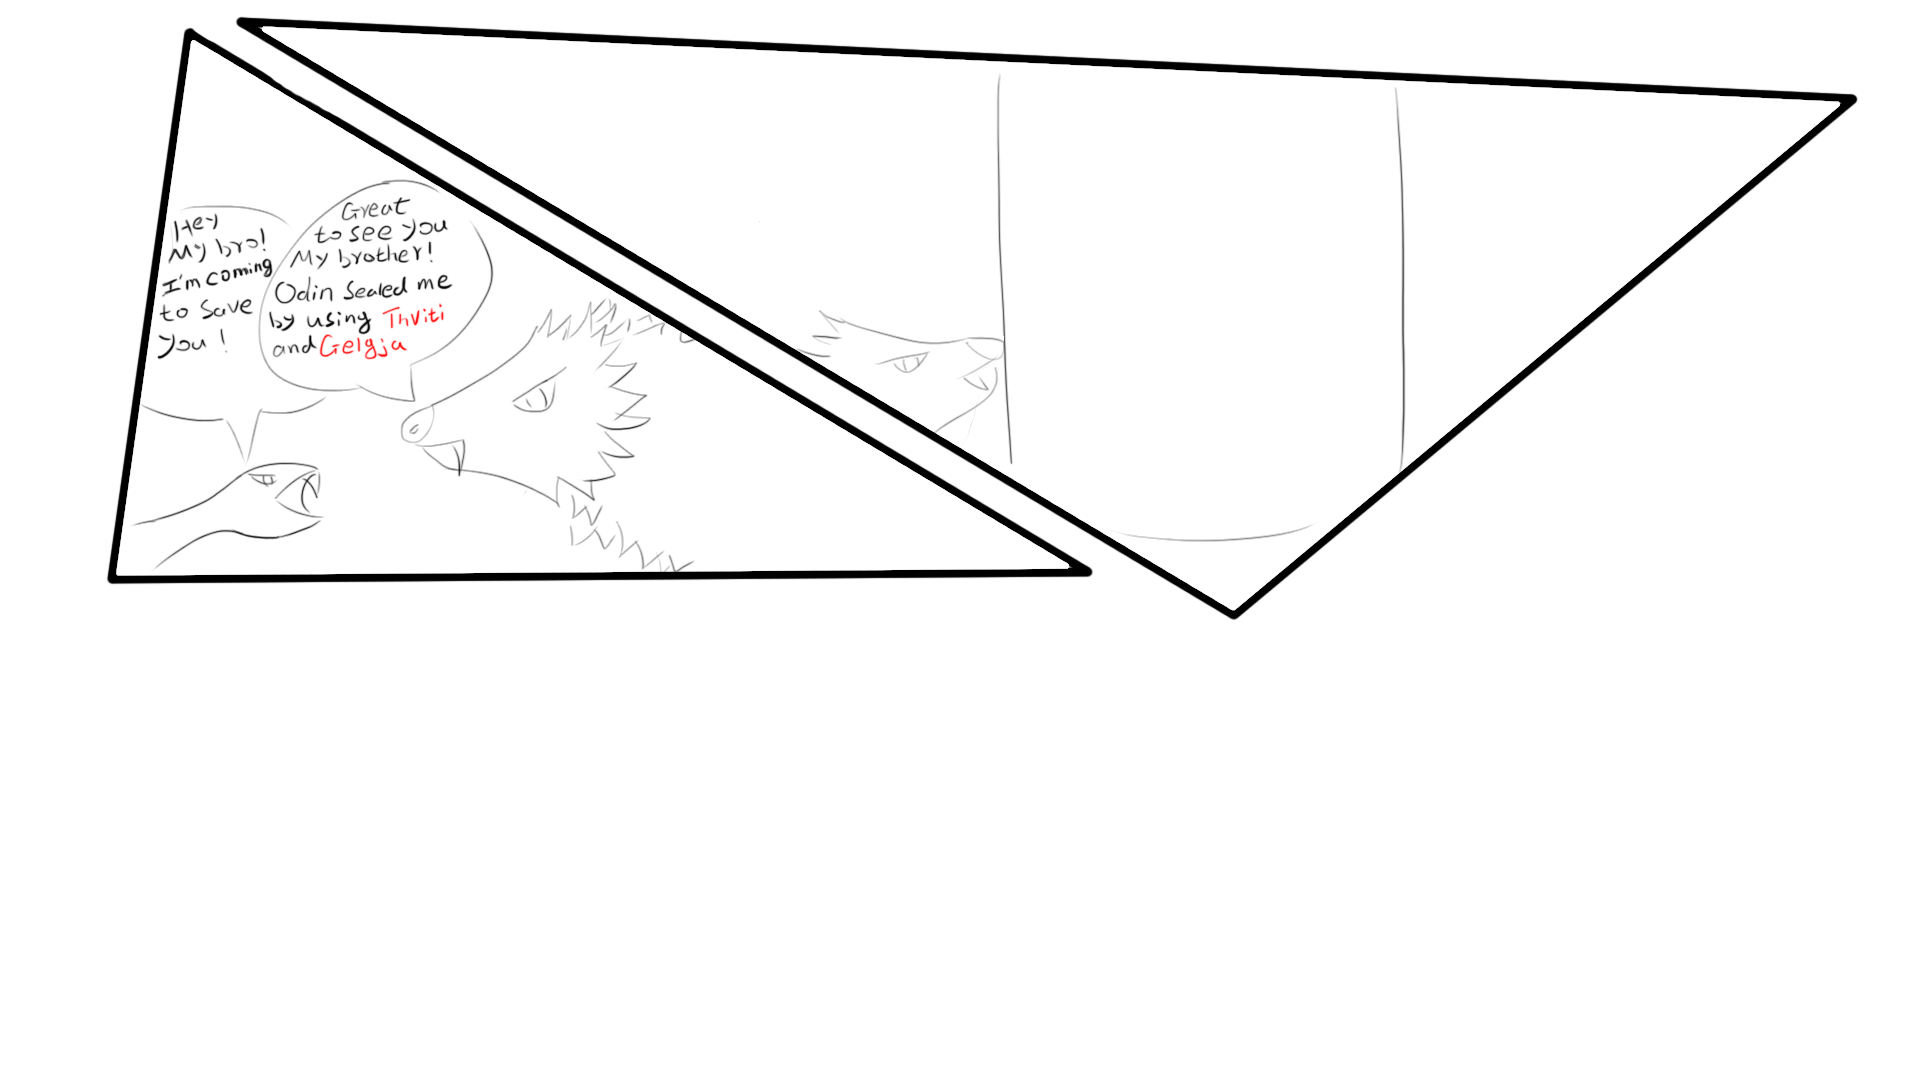 Hey
My bro!
I'm coming
to save
you !
Great
to see you
My brother!
Odin sealed me
by using Thviti
and Gelgja